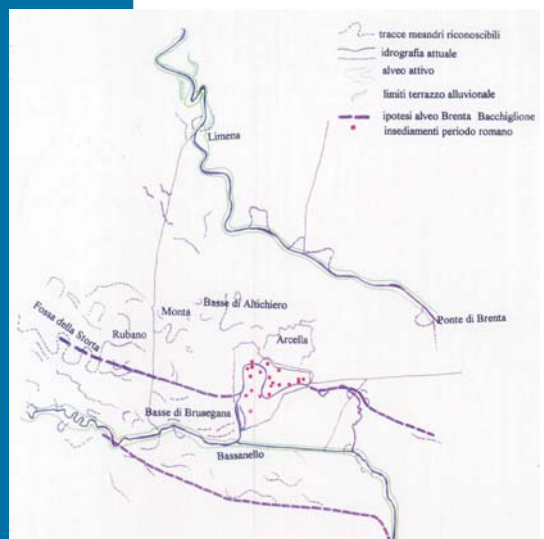 tracce meandri riconoscibili
idrografia attuale
alveo attivo
limiti terrazzo alluvionale
ipotesi alveo Brenta Bacchiglione
insediamenti periodo romano
Limena
Fossa della Storta
Rubano
Montà
Basse di Altichiero
Arcella
Ponte di Brenta
Basse di Brusegana
Bassanello